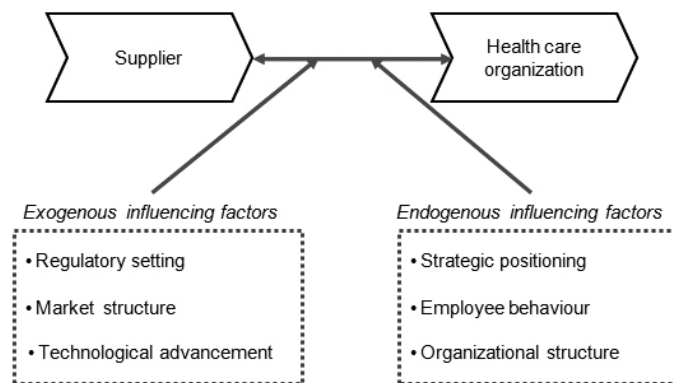 Supplier
Health care
organization
Exogenous influencing factors
• Regulatory setting
• Market structure
• Technological advancement
Endogenous influencing factors
• Strategic positioning
• Employee behaviour
• Organizational structure